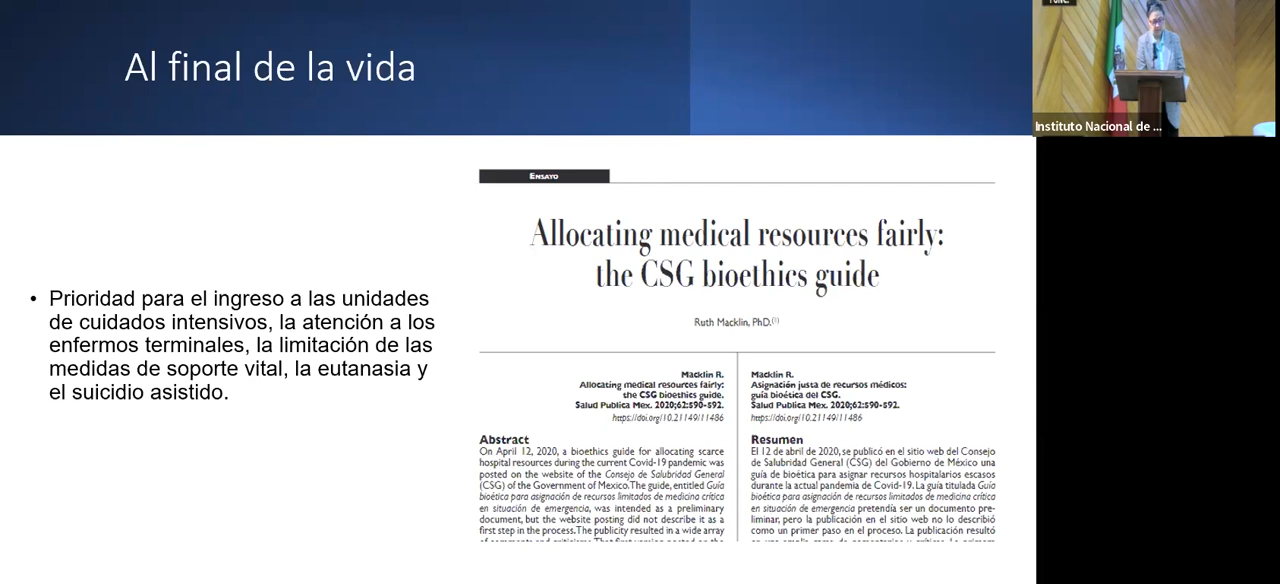 Al final de la vida
Instituto Nacional de ...
• Prioridad para el ingreso a las unidades
de cuidados intensivos, la atención a los
enfermos terminales, la limitación de las
medidas de soporte vital, la eutanasia y
el suicidio asistido.
Ensayo
Allocating medical resources fairly:
the CSG bioethics guide
Ruth Macklin, PhD.(1)
Macklin R.
Allocating medical resources fairly:
the CSG bioethics guide.
Salud Publica Mex. 2020;62:590-592.
https://doi.org/10.21149/11486
Abstract
On April 12, 2020, a bioethics guide for allocating scarce
hospital resources during the current Covid-19 pandemic was
posted on the website of the Consejo de Salubridad General
(CSG) of the Government of Mexico. The guide, entitled Guía
bioética para asignación de recursos limitados de medicina crítica
en situación de emergencia, was intended as a preliminary
document, but the website posting did not describe it as a
first step in the process. The publicity resulted in a wide array
Macklin R.
Asignación justa de recursos médicos:
guía bioética del CSG.
Salud Publica Mex. 2020;62:590-592.
https://doi.org/10.21149/11486
Resumen
El 12 de abril de 2020, se publicó en el sitio web del Consejo
de Salubridad General (CSG) del Gobierno de México una
guía de bioética para asignar recursos hospitalarios escasos
durante la actual pandemia de Covid-19. La guía titulada Guía
bioética para asignación de recursos limitados de medicina crítica
en situación de emergencia pretendía ser un documento pre-
liminar, pero la publicación en el sitio web no lo describió
como un primer paso en el proceso. La publicación resultó